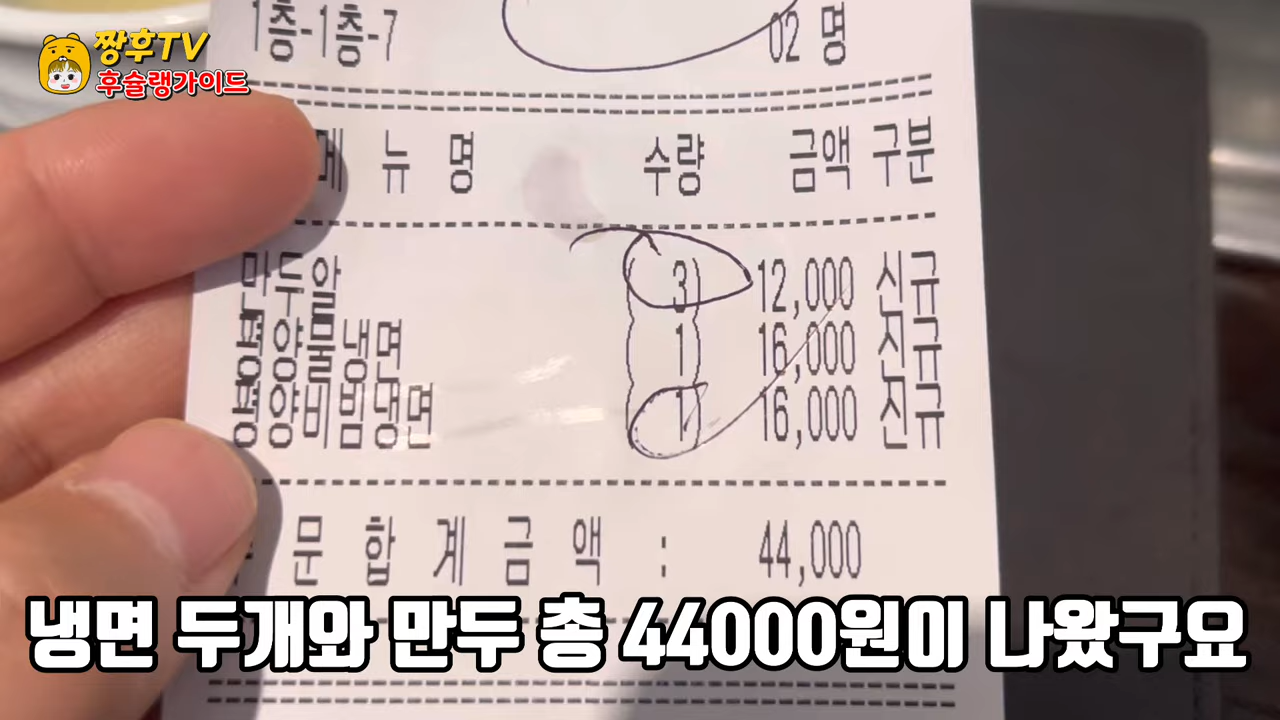 짱후TV
후슐랭가이드
1층-1층-7 02 명
메 뉴 명 수량 금액 구분
만두알 3 12,000 신규
평양물냉면 1 16,000 신규
평양비빔냉면 1 16,000 신규
문 합 계 금 액 : 44,000
냉면 두개와 만두 총 44000원이 나왔구요